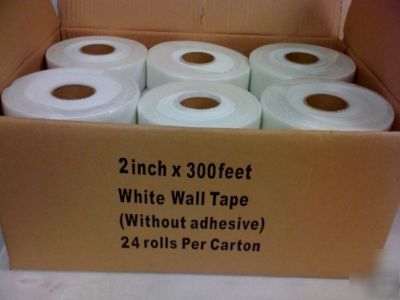 2inch x 300feet
White Wall Tape
(Without adhesive)
24 rolls Per Carton